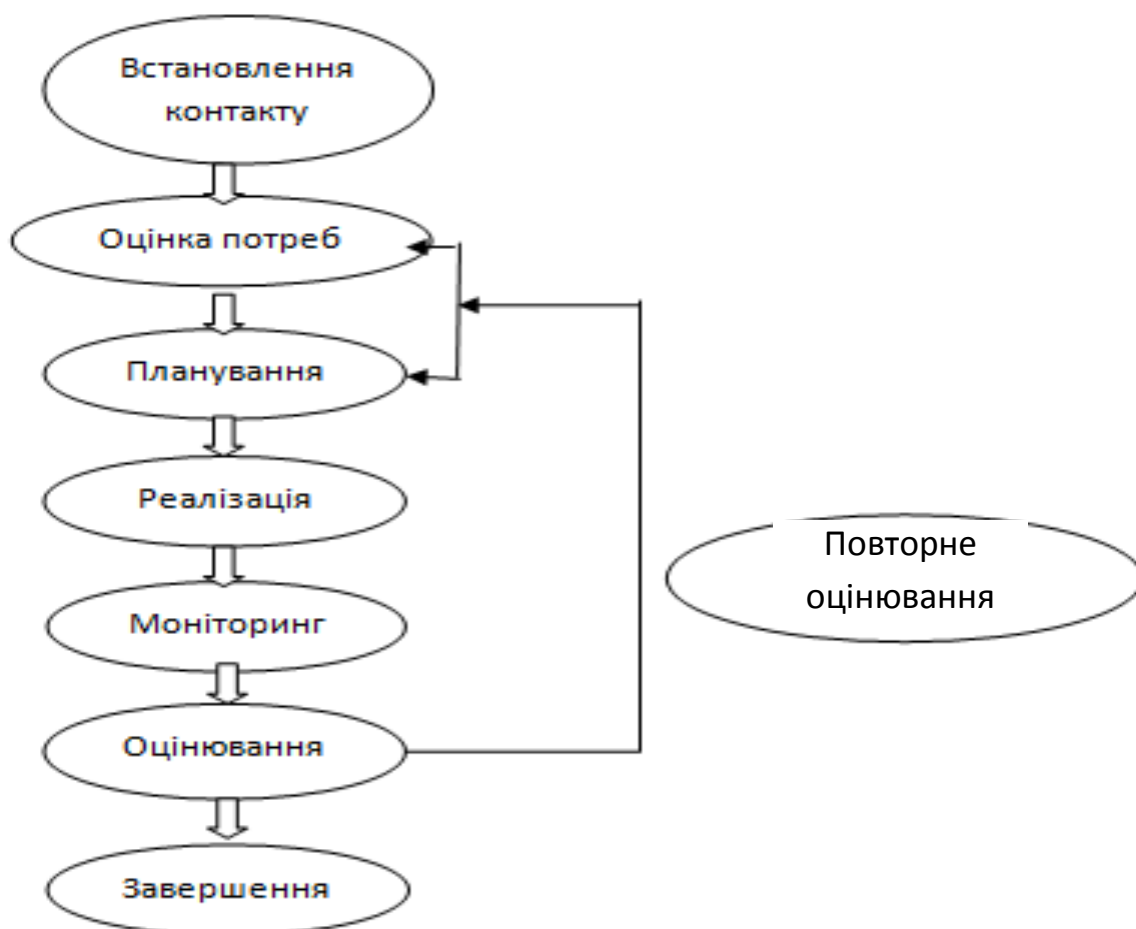 Встановлення
контакту
Оцінка потреб
Планування
Реалізація
Моніторинг
Оцінювання
Завершення
Повторне
оцінювання